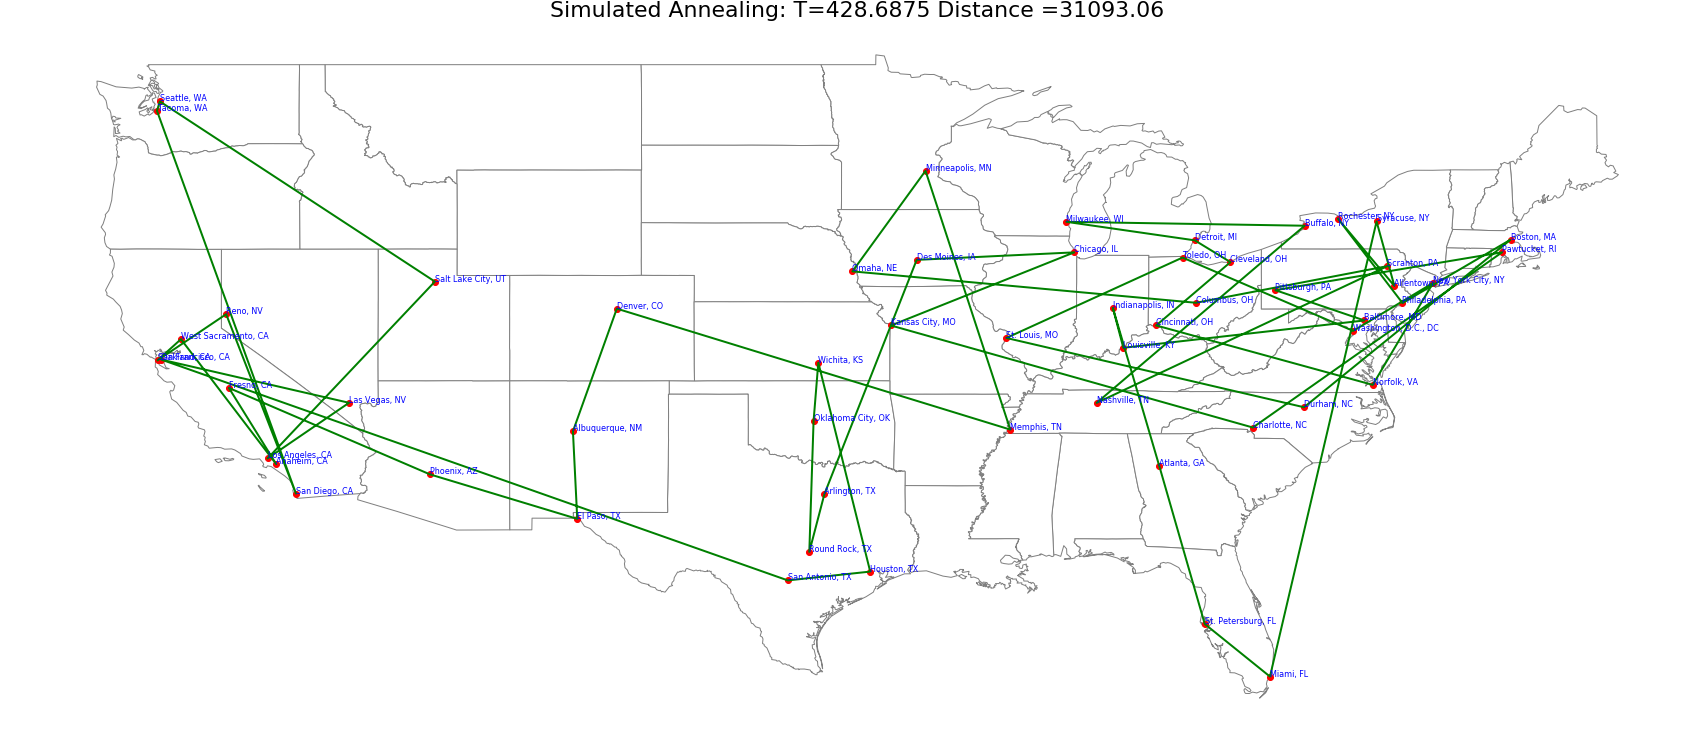 Simulated Annealing: T=428.6875 Distance =31093.06
Seattle, WA
Tacoma, WA
Minneapolis, MN
Milwaukee, WI
Buffalo, NY
Rochester, NY
Syracuse, NY
Detroit, MI
Boston, MA
Pawtucket, RI
Chicago, IL
Des Moines, IA
Toledo, OH
Cleveland, OH
Scranton, PA
Omaha, NE
Salt Lake City, UT
New York City, NY
Allentown, PA
Pittsburgh, PA
Columbus, OH
Philadelphia, PA
Denver, CO
Indianapolis, IN
Reno, NV
Baltimore, MD
Kansas City, MO
Cincinnati, OH
Washington, D.C., DC
West Sacramento, CA
St. Louis, MO
Louisville, KY
San Francisco, CA
Wichita, KS
Fresno, CA
Norfolk, VA
Las Vegas, NV
Nashville, TN
Durham, NC
Oklahoma City, OK
Charlotte, NC
Albuquerque, NM
Memphis, TN
Los Angeles, CA
Anaheim, CA
Atlanta, GA
Phoenix, AZ
San Diego, CA
Arlington, TX
El Paso, TX
Round Rock, TX
Houston, TX
San Antonio, TX
St. Petersburg, FL
Miami, FL